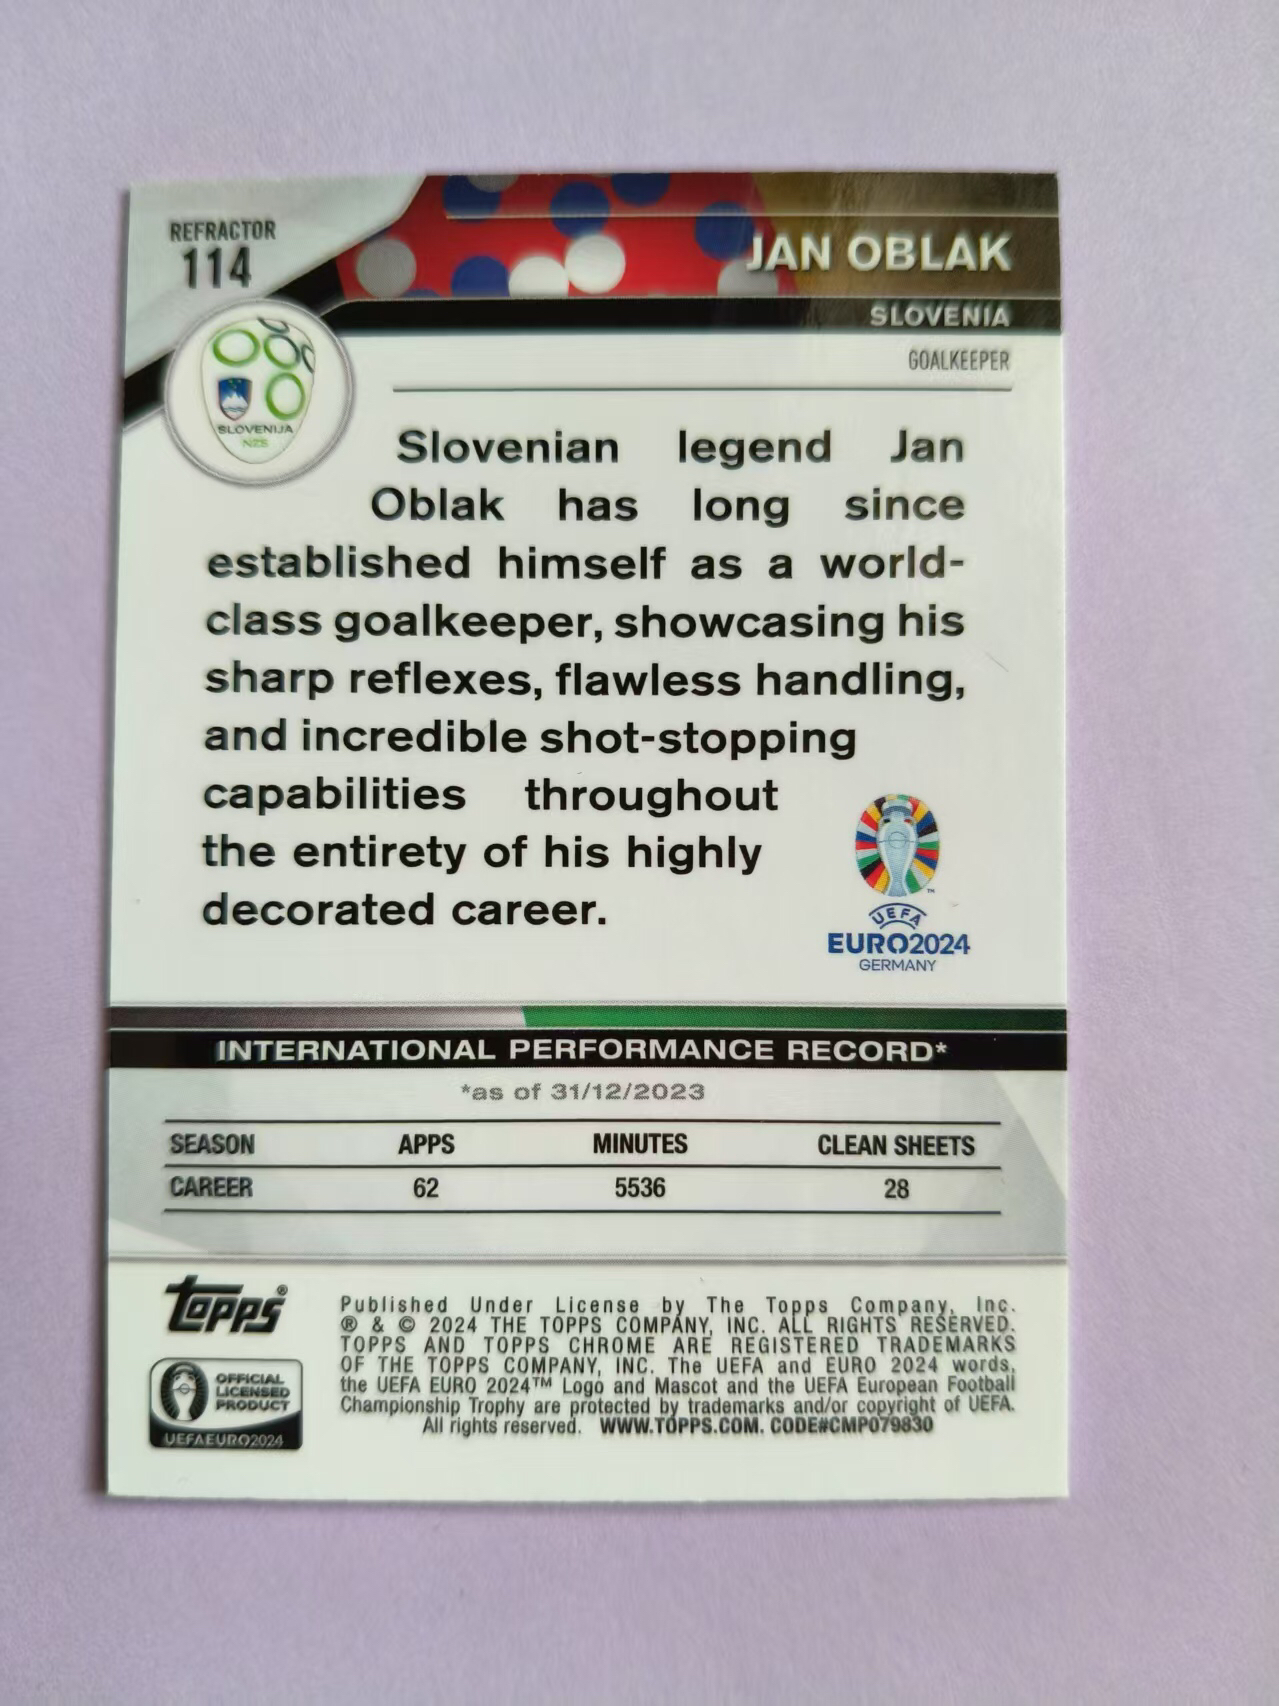 REFRACTOR
114
JAN OBLAK
SLOVENIA
GOALKEEPER
SLOVENIJA
NZS
Slovenian legend Jan
Oblak has long since
established himself as a world-
class goalkeeper, showcasing his
sharp reflexes, flawless handling,
and incredible shot-stopping
capabilities throughout
the entirety of his highly
decorated career.
TM
UEFA
EURO2024
GERMANY
INTERNATIONAL PERFORMANCE RECORD*
*as of 31/12/2023
SEASON APPS MINUTES CLEAN SHEETS
CAREER 62 5536 28
topps®
OFFICIAL
LICENSED
PRODUCT
UEFAEURO2024
Published Under License by The Topps Company, Inc.
® & © 2024 THE TOPPS COMPANY, INC. ALL RIGHTS RESERVED.
TOPPS AND TOPPS CHROME ARE REGISTERED TRADEMARKS
OF THE TOPPS COMPANY, INC. The UEFA and EURO 2024 words,
the UEFA EURO 2024™ Logo and Mascot and the UEFA European Football
Championship Trophy are protected by trademarks and/or copyright of UEFA.
All rights reserved. WWW.TOPPS.COM. CODE#CMP079830